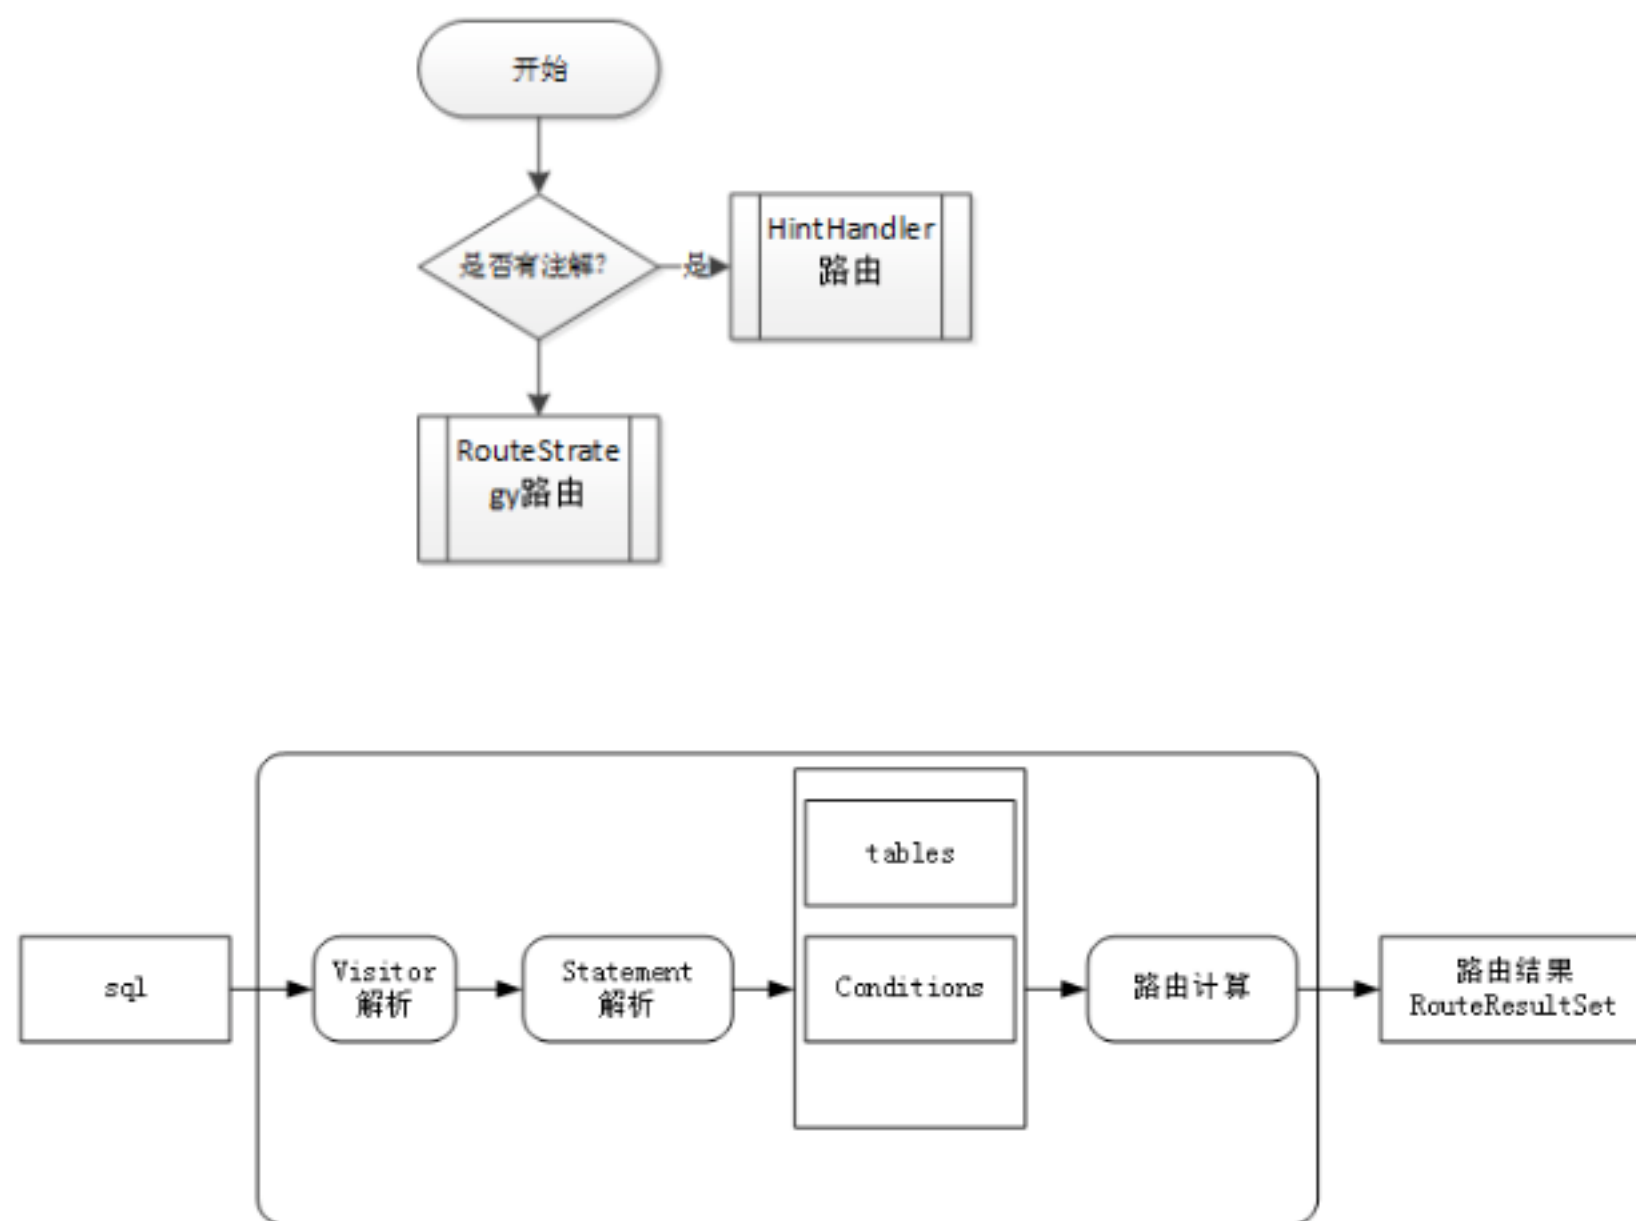 开始
是否有注解?
是
HintHandler
路由
RouteStrate
gy路由
tables
sql
Visitor
解析
Statement
解析
Conditions
路由计算
路由结果
RouteResultSet